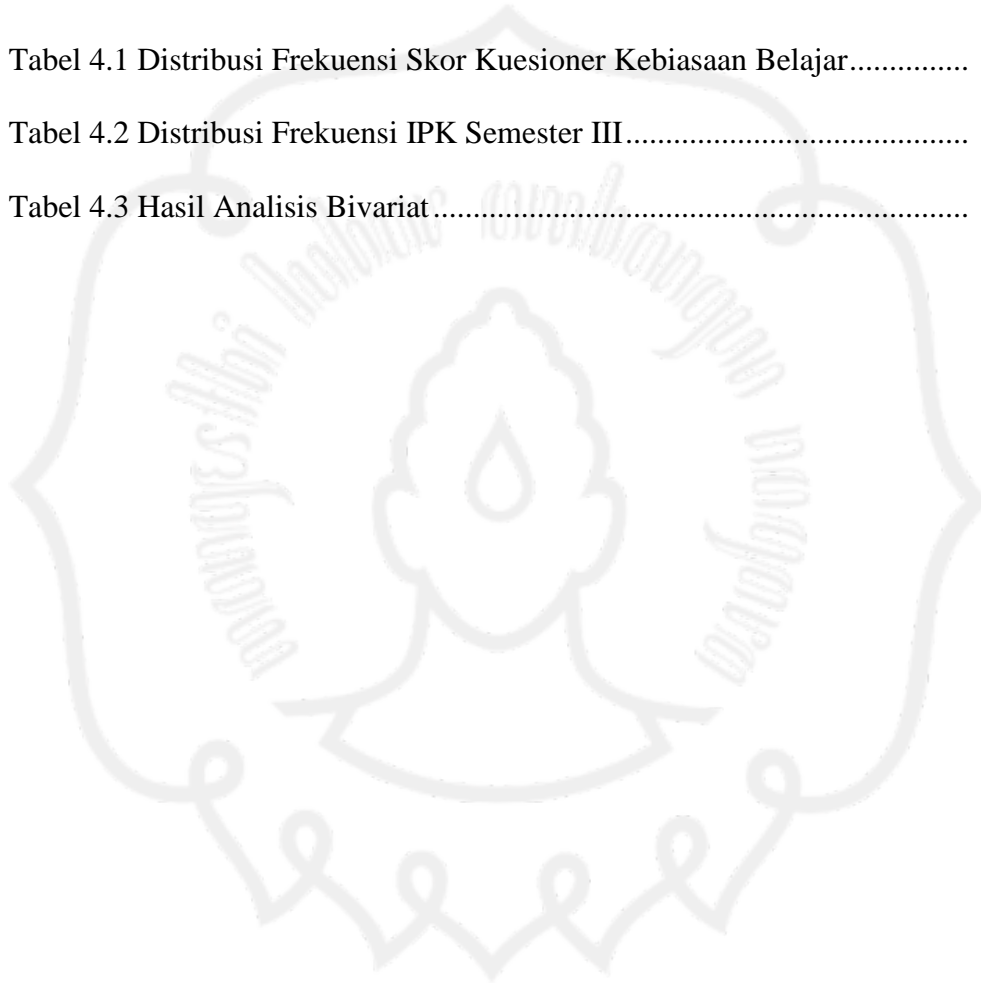 Tabel 4.1 Distribusi Frekuensi Skor Kuesioner Kebiasaan Belajar...............
Tabel 4.2 Distribusi Frekuensi IPK Semester III...........................................
Tabel 4.3 Hasil Analisis Bivariat...................................................................